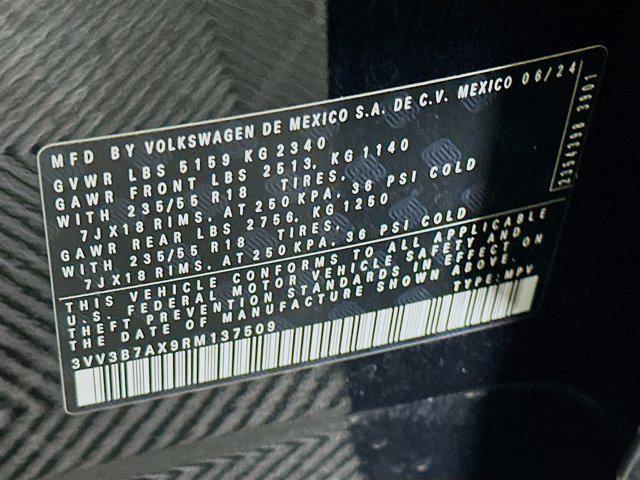 MFD BY VOLKSWAGEN DE MEXICO S.A. DE C.V. MEXICO 06/24
GVWR LBS 5159 KG 2340
GAWR FRONT LBS 2513, KG 1140
WITH 235/55 R18 TIRES,
7JX18 RIMS, AT 250 KPA, 36 PSI COLD
GAWR REAR LBS 2756, KG 1250
WITH 235/55 R18 TIRES,
7JX18 RIMS, AT 250 KPA, 36 PSI COLD
THIS VEHICLE CONFORMS TO ALL APPLICABLE
U.S. FEDERAL MOTOR VEHICLE SAFETY AND
THEFT PREVENTION STANDARDS IN EFFECT ON
THE DATE OF MANUFACTURE SHOWN ABOVE.
3VV3B7AX9RM137509 TYPE: MPV